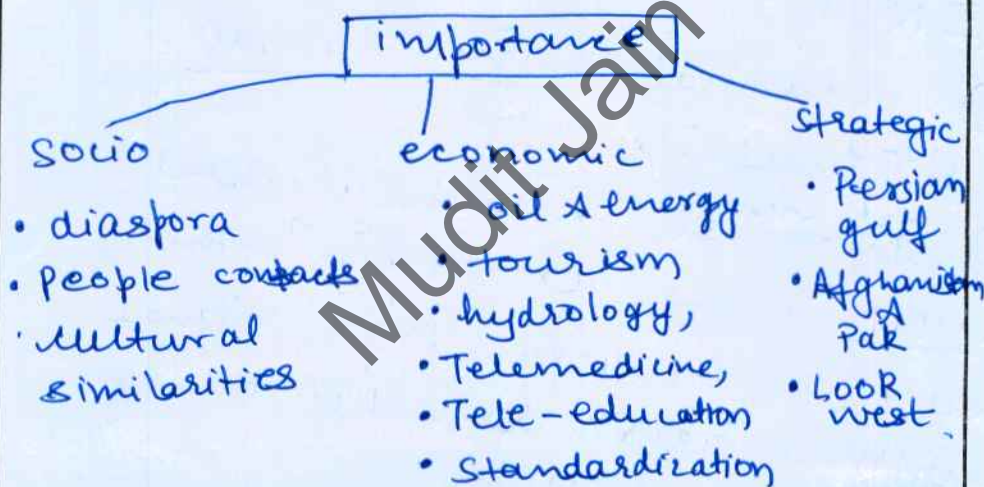 importance
socio
• diaspora
• People contacts
• cultural
similarities
economic
• oil & energy
• tourism
• hydrology,
• Telemedicine,
• Tele-education
• Standardization
strategic
• Persian
gulf
• Afghanistan
&
Pak
• Look
west.
Mudit Jain